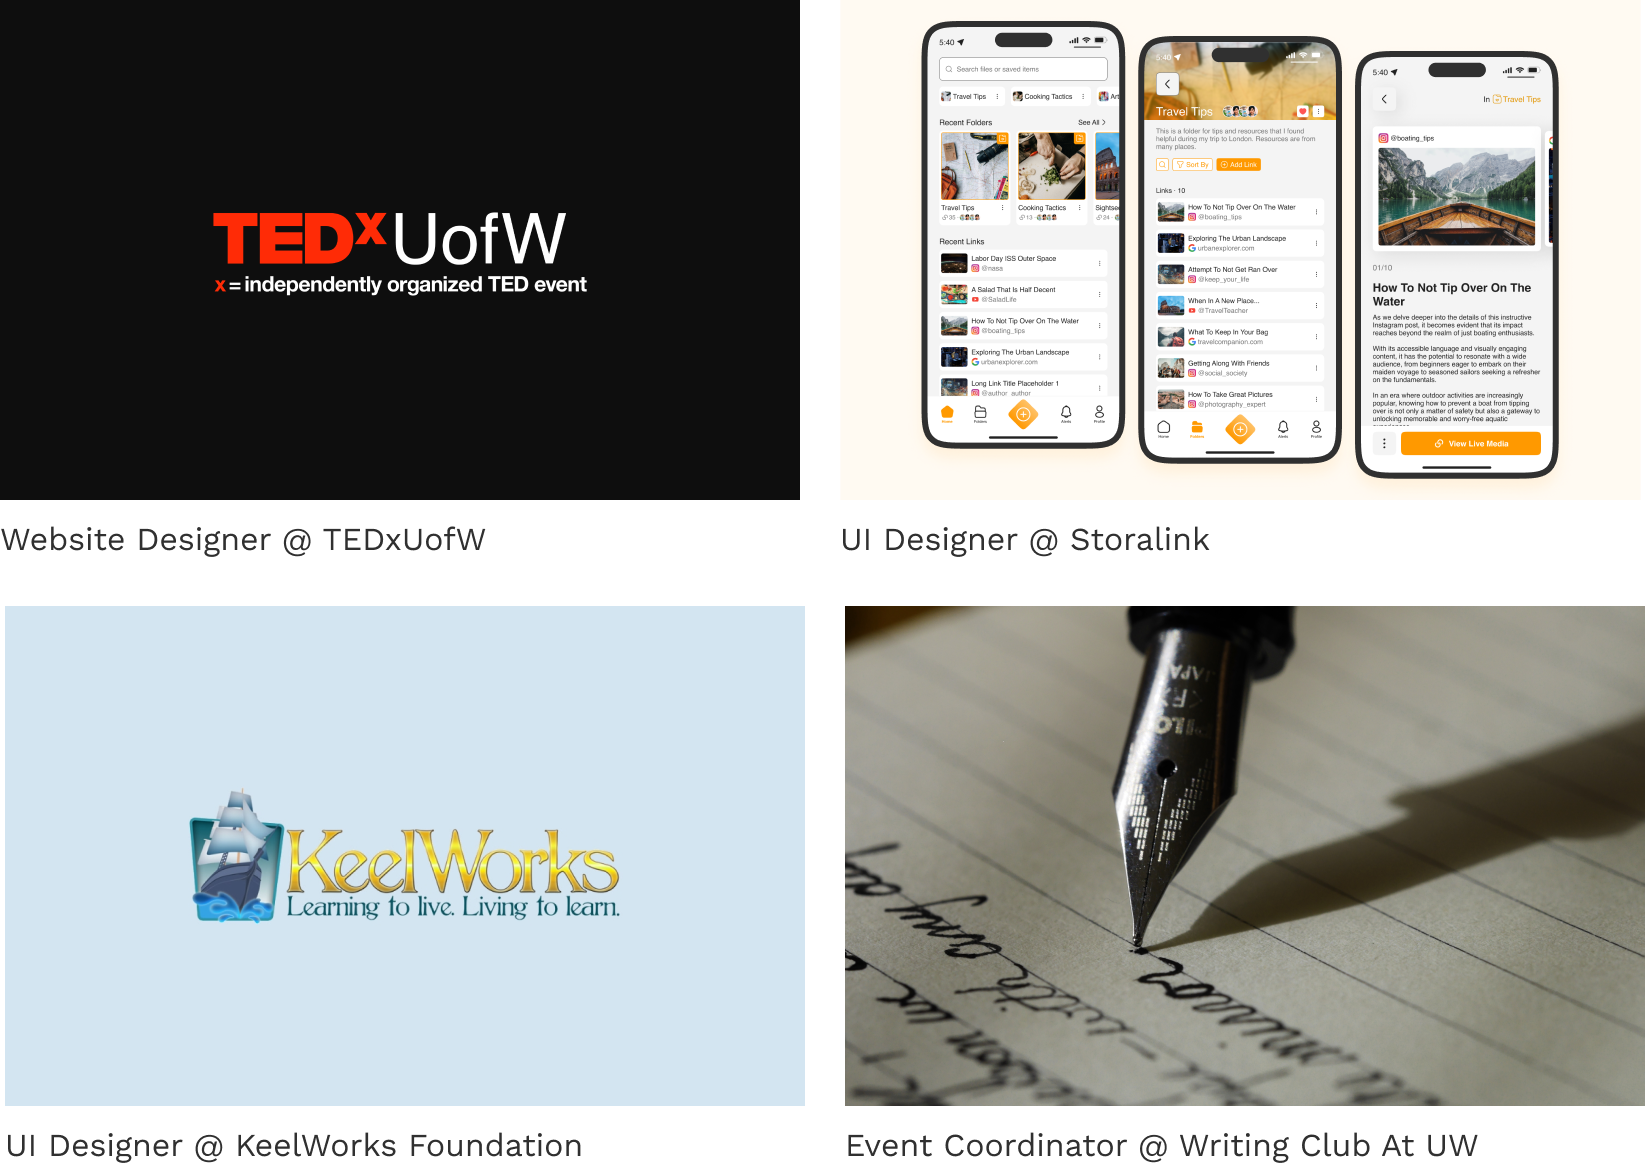 TEDxUofW
x = independently organized TED event
Website Designer @ TEDxUofW
5:40
Search files or saved items
Travel Tips
Cooking Tactics
Art
Recent Folders
See All >
Travel Tips
Cooking Tactics
Sightsee
35
13
24
Recent Links
Labor Day ISS Outer Space
@nasa
A Salad That Is Half Decent
@SaladLife
How To Not Tip Over On The Water
@boating_tips
Exploring The Urban Landscape
urbanexplorer.com
Long Link Title Placeholder 1
@author_author
Home
Folders
Alerts
Profile
5:40
Travel Tips
This is a folder for tips and resources that I found
helpful during my trip to London. Resources are from
many places.
Sort By
Add Link
Links · 10
How To Not Tip Over On The Water
@boating_tips
Exploring The Urban Landscape
urbanexplorer.com
Attempt To Not Get Ran Over
@keep_your_life
When In A New Place...
@TravelTeacher
What To Keep In Your Bag
travelcompanion.com
Getting Along With Friends
@social_society
How To Take Great Pictures
@photography_expert
Home
Folders
Alerts
Profile
5:40
In Travel Tips
@boating_tips
01/10
How To Not Tip Over On The
Water
As we delve deeper into the details of this instructive
Instagram post, it becomes evident that its impact
reaches beyond the realm of just boating enthusiasts.
With its accessible language and visually engaging
content, it has the potential to resonate with a wide
audience, from beginners eager to embark on their
maiden voyage to seasoned sailors seeking a refresher
on the fundamentals.
In an era where outdoor activities are increasingly
popular, knowing how to prevent a boat from tipping
over is not only a matter of safety but also a gateway to
unlocking memorable and worry-free aquatic
experiences.
View Live Media
UI Designer @ Storalink
KeelWorks
Learning to live. Living to learn.
UI Designer @ KeelWorks Foundation
JAPAN
Event Coordinator @ Writing Club At UW